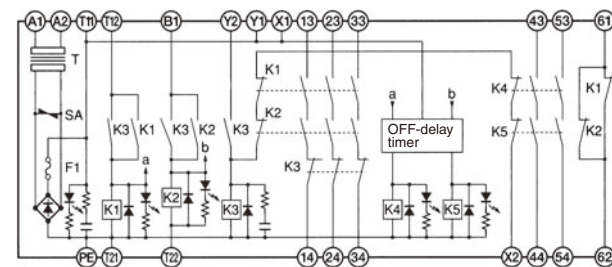 A1 A2 T11 T12 B1 Y2 Y1 X1 13 23 33 43 53 61
T
K1
a
b
K4
K1
SA
K3 K1 K3 K2 K3 K2
K5
K2
OFF-delay
timer
a
b
K3
F1
K1 K2 K3 K4 K5
PE T21 T22 14 24 34 X2 44 54 62